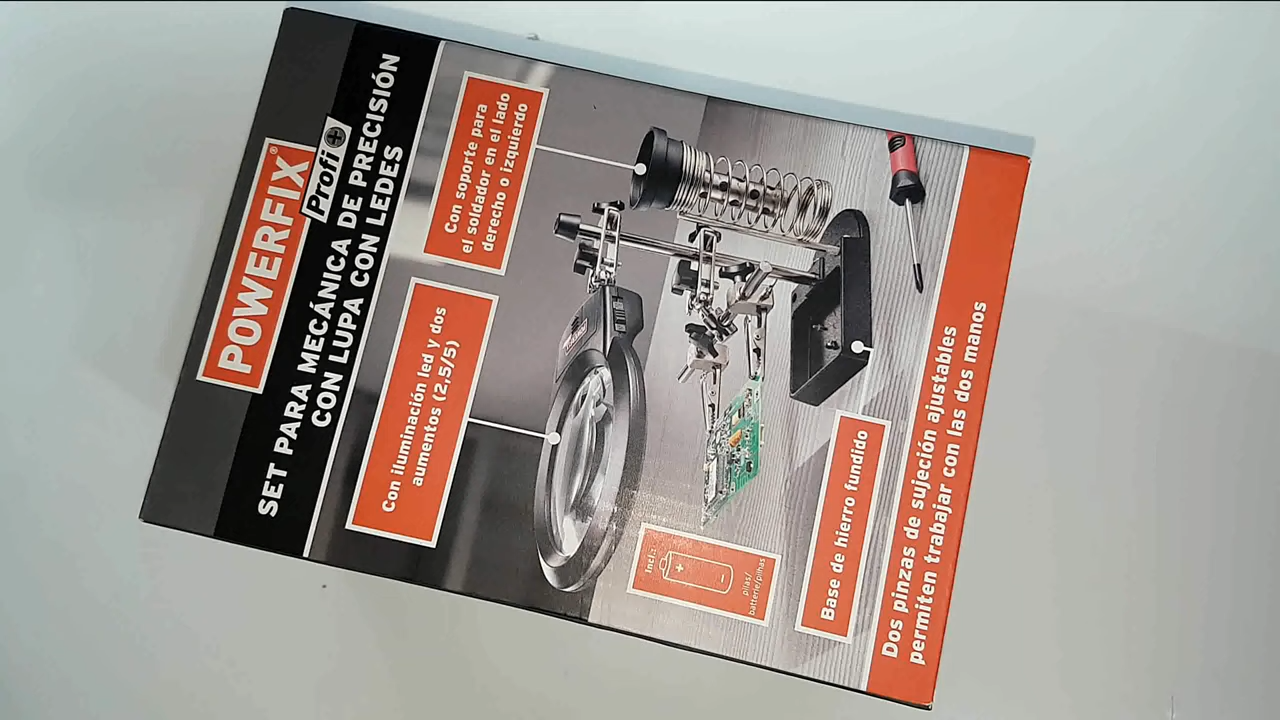 POWERFIX®
Profi
SET PARA MECÁNICA DE PRECISIÓN
CON LUPA CON LEDES
Con iluminación led y dos
aumentos (2,5/5)
Con soporte para
el soldador en el lado
derecho o izquierdo
Incl.:
+
-
pilas/
batterie/pilhas
Base de hierro fundido
Dos pinzas de sujeción ajustables
permiten trabajar con las dos manos